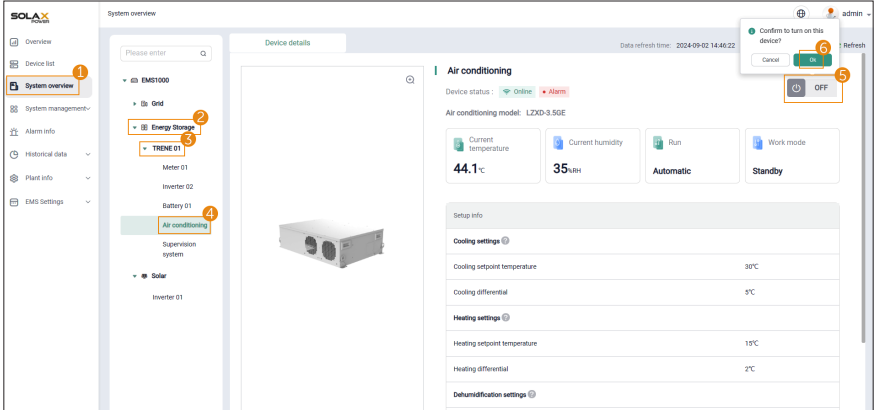 SOLAX
POWER
System overview
admin
Overview
Device list
System overview
System management
Alarm info
Historical data
Plant info
EMS Settings
1
Please enter
EMS1000
Grid
2
Energy Storage
3
TRENE 01
Meter 01
Inverter 02
Battery 01
4
Air conditioning
Supervision
system
Solar
Inverter 01
Device details
Data refresh time: 2024-09-02 14:46:22
Refresh
Confirm to turn on this
device?
6
Cancel
Ok
5
OFF
Air conditioning
Device status :
Online
Alarm
Air conditioning model: LZXD-3.5GE
Current
temperature
44.1℃
Current humidity
35%RH
Run
Automatic
Work mode
Standby
Setup info
Cooling settings
Cooling setpoint temperature 30℃
Cooling differential 5℃
Heating settings
Heating setpoint temperature 15℃
Heating differential 2℃
Dehumidification settings